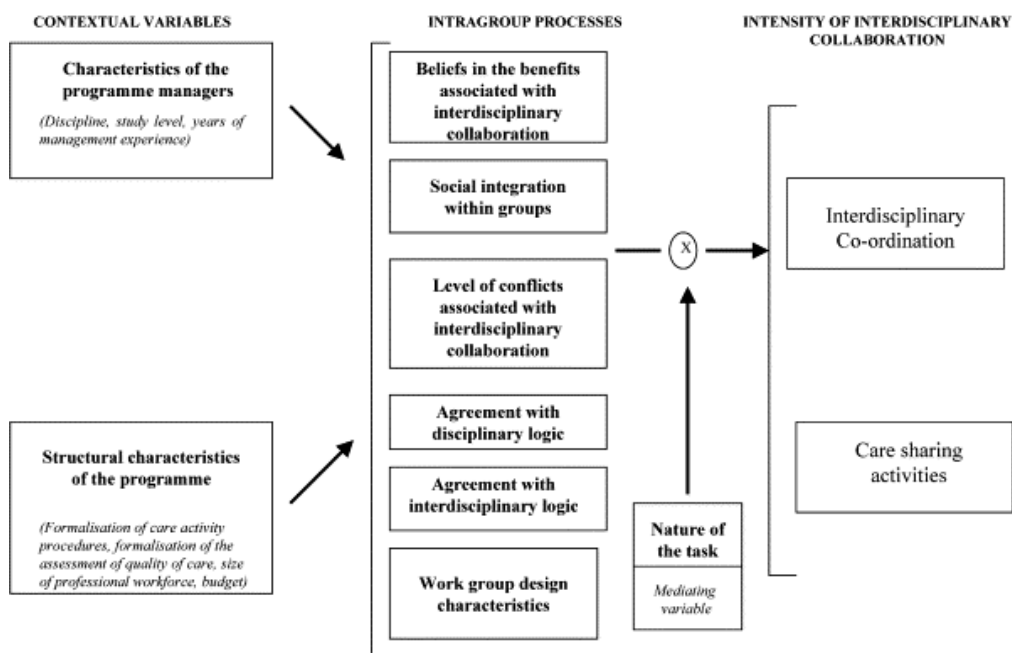 CONTEXTUAL VARIABLES
Characteristics of the
programme managers
(Discipline, study level, years of
management experience)
Structural characteristics
of the programme
(Formalisation of care activity
procedures, formalisation of the
assessment of quality of care, size
of professional workforce, budget)
INTRAGROUP PROCESSES
Beliefs in the benefits
associated with
interdisciplinary
collaboration
Social integration
within groups
Level of conflicts
associated with
interdisciplinary
collaboration
Agreement with
disciplinary logic
Agreement with
interdisciplinary logic
Work group design
characteristics
X
Nature of
the task
Mediating
variable
INTENSITY OF INTERDISCIPLINARY
COLLABORATION
Interdisciplinary
Co-ordination
Care sharing
activities